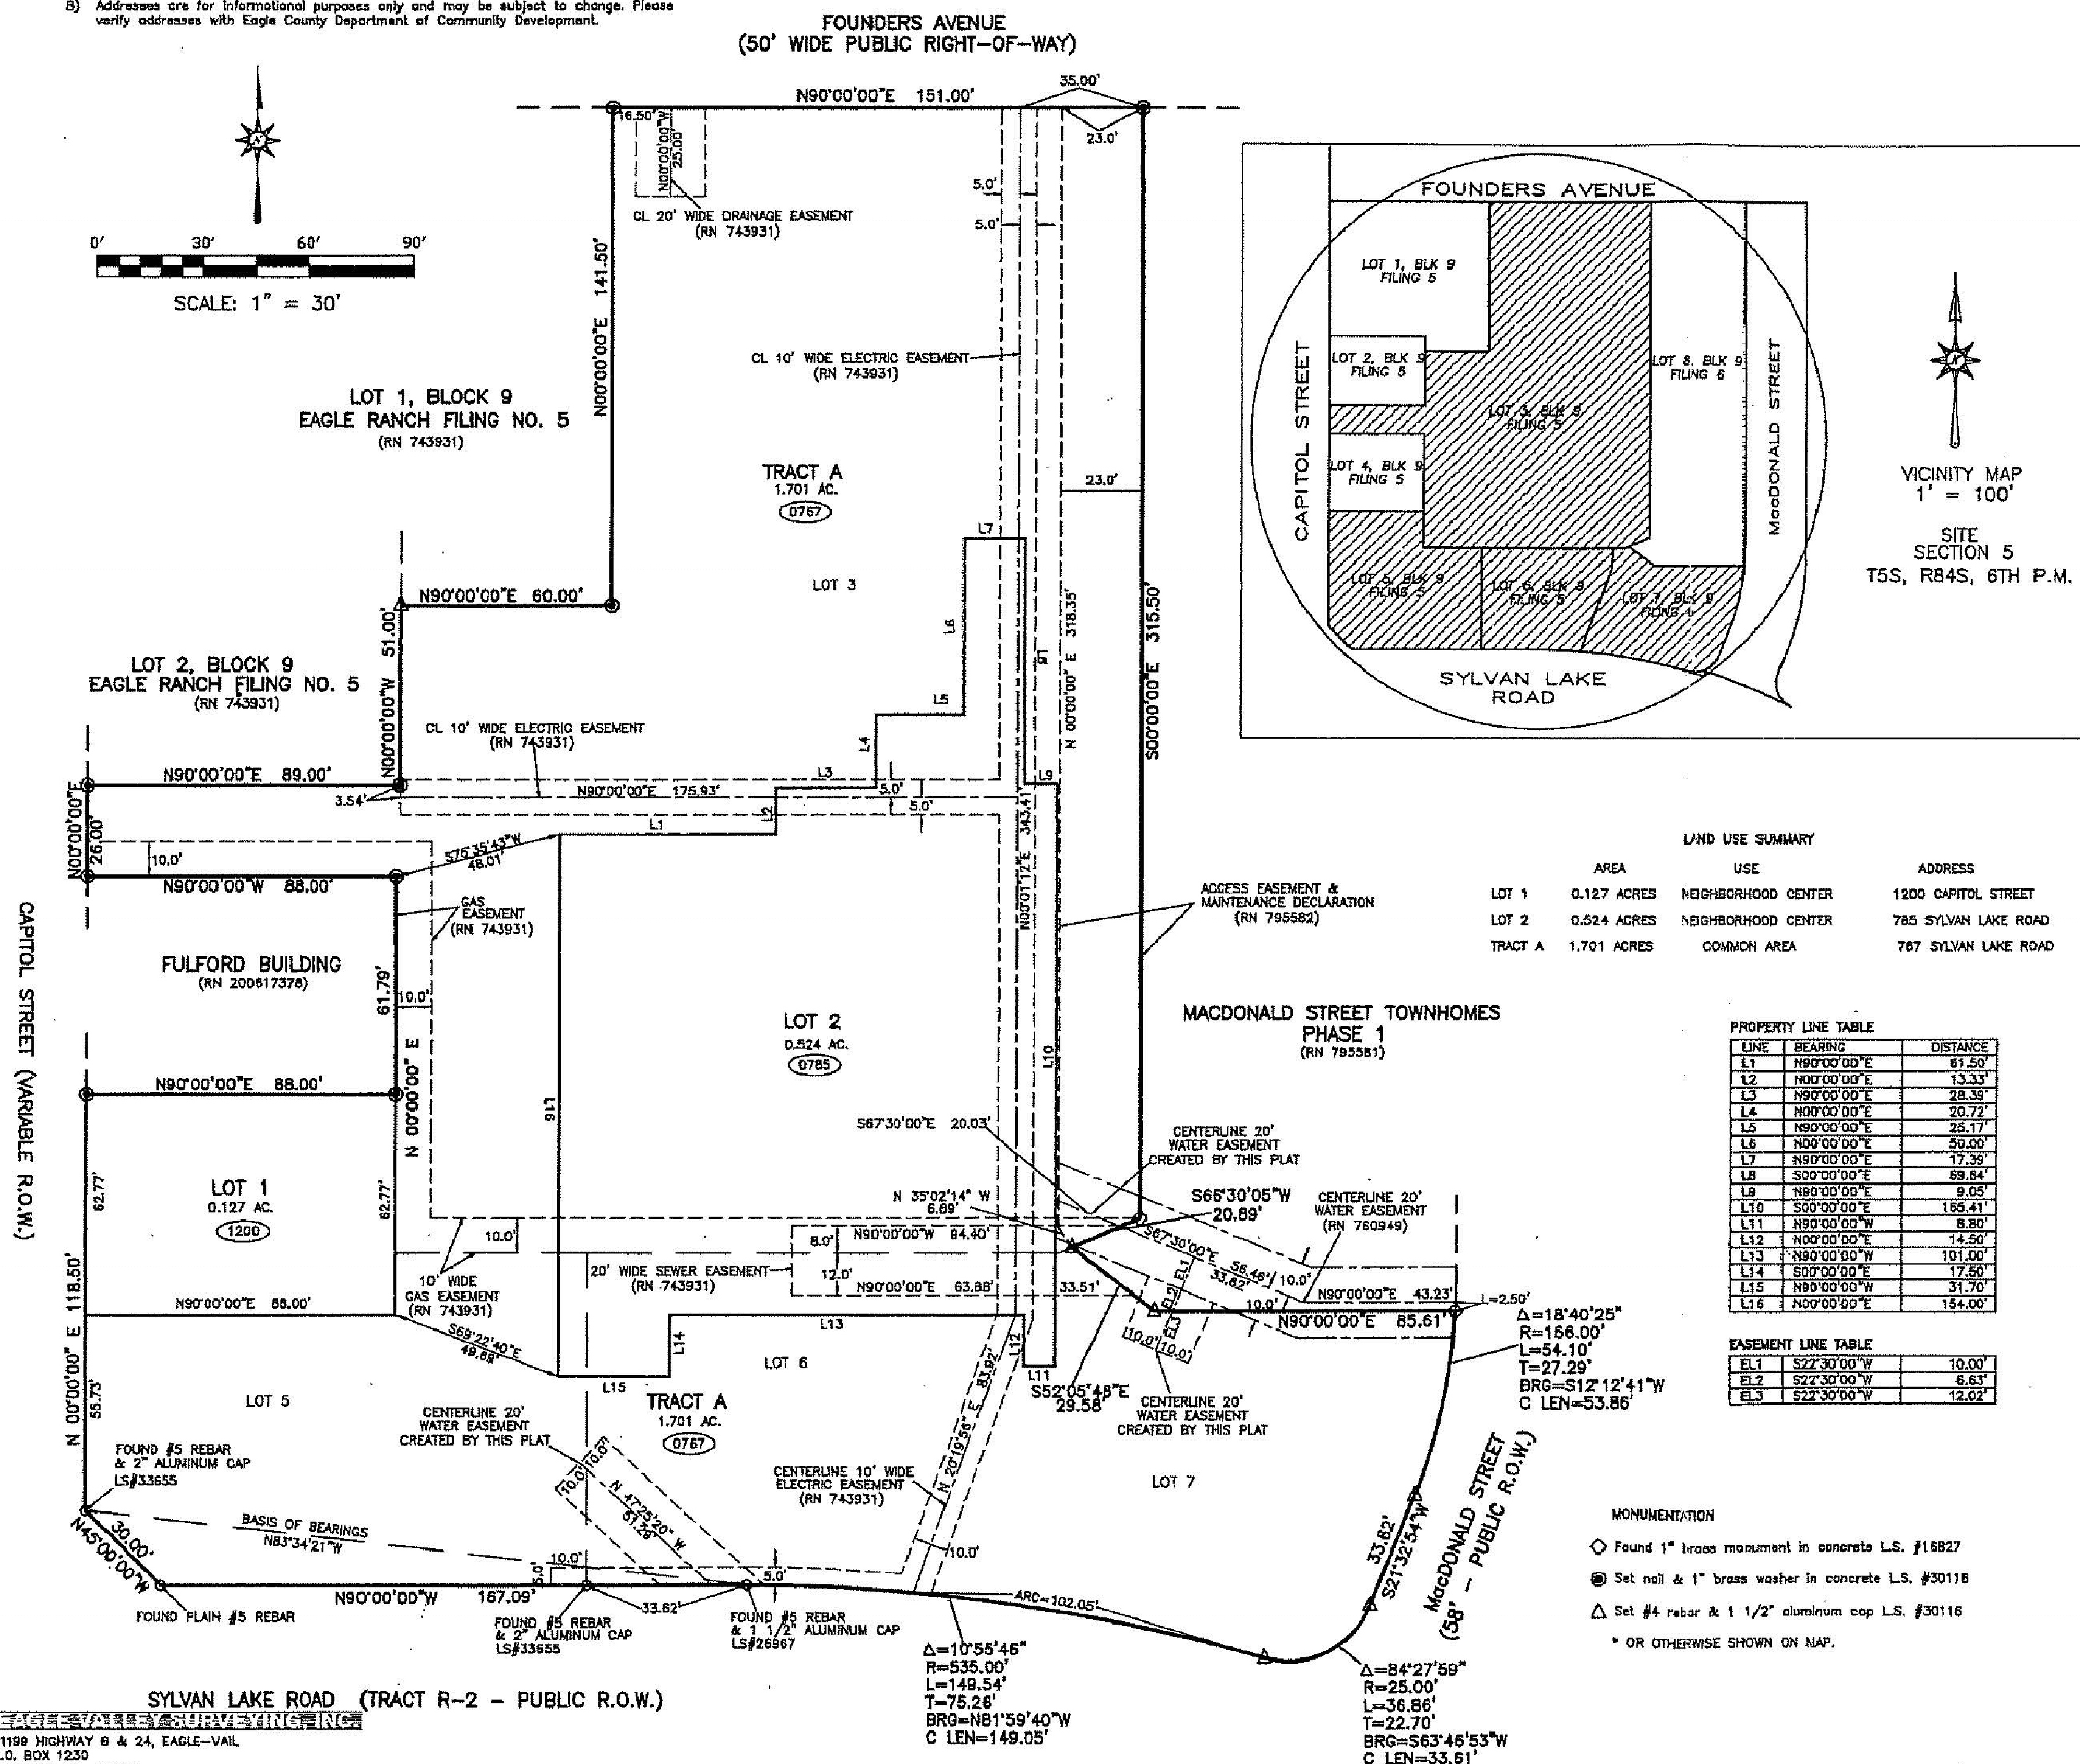 8) Addresses are for informational purposes only and may be subject to change. Please
verify addresses with Eagle County Department of Community Development.
FOUNDERS AVENUE
(50' WIDE PUBLIC RIGHT-OF-WAY)
35.00'
N90°00'00"E 151.00'
23.0'
16.50'
N00°00'00"W
25.00'
0' 30' 60' 90'
SCALE: 1" = 30'
CL 20' WIDE DRAINAGE EASEMENT
(RN 743931)
5.0'
5.0'
N00°00'00"E 141.50'
CL 10' WIDE ELECTRIC EASEMENT
(RN 743931)
LOT 1, BLOCK 9
EAGLE RANCH FILING NO. 5
(RN 743931)
TRACT A
1.701 AC.
0767
23.0'
L7
LOT 3
L6
L8
N 00°00'00" E 318.35'
S00°00'00"E 315.50'
N90°00'00"E 60.00'
N00°00'00"W 51.00'
LOT 2, BLOCK 9
EAGLE RANCH FILING NO. 5
(RN 743931)
L5
L4
CL 10' WIDE ELECTRIC EASEMENT
(RN 743931)
N90°00'00"E 89.00'
3.54'
L3
N90°00'00"E 175.93'
5.0'
5.0'
L9
L2
L1
N00°00'00"E
26.00'
10.0'
S75°35'43"W
48.01'
N90°00'00"W 88.00'
N00°01'12"E 343.41'
GAS
EASEMENT
(RN 743931)
FULFORD BUILDING
(RN 200617378)
61.79'
10.0'
N 00°00'00" E
CAPITOL STREET (VARIABLE R.O.W.)
N90°00'00"E 88.00'
LOT 2
0.524 AC.
0785
L10
L16
ACCESS EASEMENT &
MAINTENANCE DECLARATION
(RN 795582)
MACDONALD STREET TOWNHOMES
PHASE 1
(RN 795581)
S67°30'00"E 20.03'
CENTERLINE 20'
WATER EASEMENT
CREATED BY THIS PLAT
LOT 1
0.127 AC.
1200
62.77'
62.77'
N 35°02'14" W
6.69'
S66°30'05"W
20.89'
CENTERLINE 20'
WATER EASEMENT
(RN 760949)
10.0'
8.0'
N90°00'00"W 94.40'
20' WIDE SEWER EASEMENT
(RN 743931)
12.0'
N90°00'00"E 63.88'
33.51'
S67°30'00"E 56.46'
33.82'
10.0'
EL1
EL2
EL3
10.0'
N90°00'00"E 43.23'
L=2.50'
N90°00'00"E 85.61'
10' WIDE
GAS EASEMENT
(RN 743931)
N90°00'00"E 88.00'
S69°22'40"E
49.69'
L14
L13
L12
LOT 6
L15
L11
S52°05'48"E
29.58'
10.0'
10.0'
CENTERLINE 20'
WATER EASEMENT
CREATED BY THIS PLAT
Δ=18°40'25"
R=166.00'
L=54.10'
T=27.29'
BRG=S12°12'41"W
C LEN=53.86'
N 00°00'00" E 118.50'
55.73'
LOT 5
CENTERLINE 20'
WATER EASEMENT
CREATED BY THIS PLAT
TRACT A
1.701 AC.
0767
N 20°19'56" E 83.92'
FOUND #5 REBAR
& 2" ALUMINUM CAP
LS#33655
10.0'
10.0'
N 47°25'20" W
51.29'
CENTERLINE 10' WIDE
ELECTRIC EASEMENT
(RN 743931)
LOT 7
BASIS OF BEARINGS
N83°34'21"W
30.00'
N45°00'00"W
10.0'
5.0'
5.0'
10.0'
33.62'
S21°32'54"W
MacDONALD STREET
(58' - PUBLIC R.O.W.)
FOUND PLAIN #5 REBAR
N90°00'00"W 167.09'
33.62'
ARC=102.05'
FOUND #5 REBAR
& 2" ALUMINUM CAP
LS#33655
FOUND #5 REBAR
& 1 1/2" ALUMINUM CAP
LS#26967
Δ=10°55'46"
R=535.00'
L=149.54'
T=75.26'
BRG=N81°59'40"W
C LEN=149.05'
Δ=84°27'59"
R=25.00'
L=36.86'
T=22.70'
BRG=S63°46'53"W
C LEN=33.61'
SYLVAN LAKE ROAD (TRACT R-2 - PUBLIC R.O.W.)
EAGLE VALLEY SURVEYING, INC.
1199 HIGHWAY 6 & 24, EAGLE-VAIL
.O. BOX 1230
FOUNDERS AVENUE
LOT 1, BLK 9
FILING 5
LOT 2, BLK 9
FILING 5
LOT 8, BLK 9
FILING 6
LOT 3, BLK 9
FILING 5
LOT 4, BLK 9
FILING 5
LOT 5, BLK 9
FILING 5
LOT 6, BLK 9
FILING 5
LOT 7, BLK 9
FILING 6
CAPITOL STREET
MacDONALD STREET
SYLVAN LAKE
ROAD
VICINITY MAP
1' = 100'
SITE
SECTION 5
T5S, R84S, 6TH P.M.
LAND USE SUMMARY
AREA USE ADDRESS
LOT 1 0.127 ACRES NEIGHBORHOOD CENTER 1200 CAPITOL STREET
LOT 2 0.524 ACRES NEIGHBORHOOD CENTER 785 SYLVAN LAKE ROAD
TRACT A 1.701 ACRES COMMON AREA 767 SYLVAN LAKE ROAD
PROPERTY LINE TABLE
LINE BEARING DISTANCE
L1 N90°00'00"E 61.50'
L2 N00°00'00"E 13.33'
L3 N90°00'00"E 28.39'
L4 N00°00'00"E 20.72'
L5 N90°00'00"E 25.17'
L6 N00°00'00"E 50.00'
L7 N90°00'00"E 17.39'
L8 S00°00'00"E 69.64'
L9 N90°00'00"E 9.05'
L10 S00°00'00"E 165.41'
L11 N90°00'00"W 8.80'
L12 N00°00'00"E 14.50'
L13 N90°00'00"W 101.00'
L14 S00°00'00"E 17.50'
L15 N90°00'00"W 31.70'
L16 N00°00'00"E 154.00'
EASEMENT LINE TABLE
EL1 S22°30'00"W 10.00'
EL2 S22°30'00"W 6.63'
EL3 S22°30'00"W 12.02'
MONUMENTATION
Found 1" brass monument in concrete L.S. #16827
Set nail & 1" brass washer in concrete L.S. #30116
Set #4 rebar & 1 1/2" aluminum cap L.S. #30116
* OR OTHERWISE SHOWN ON MAP.